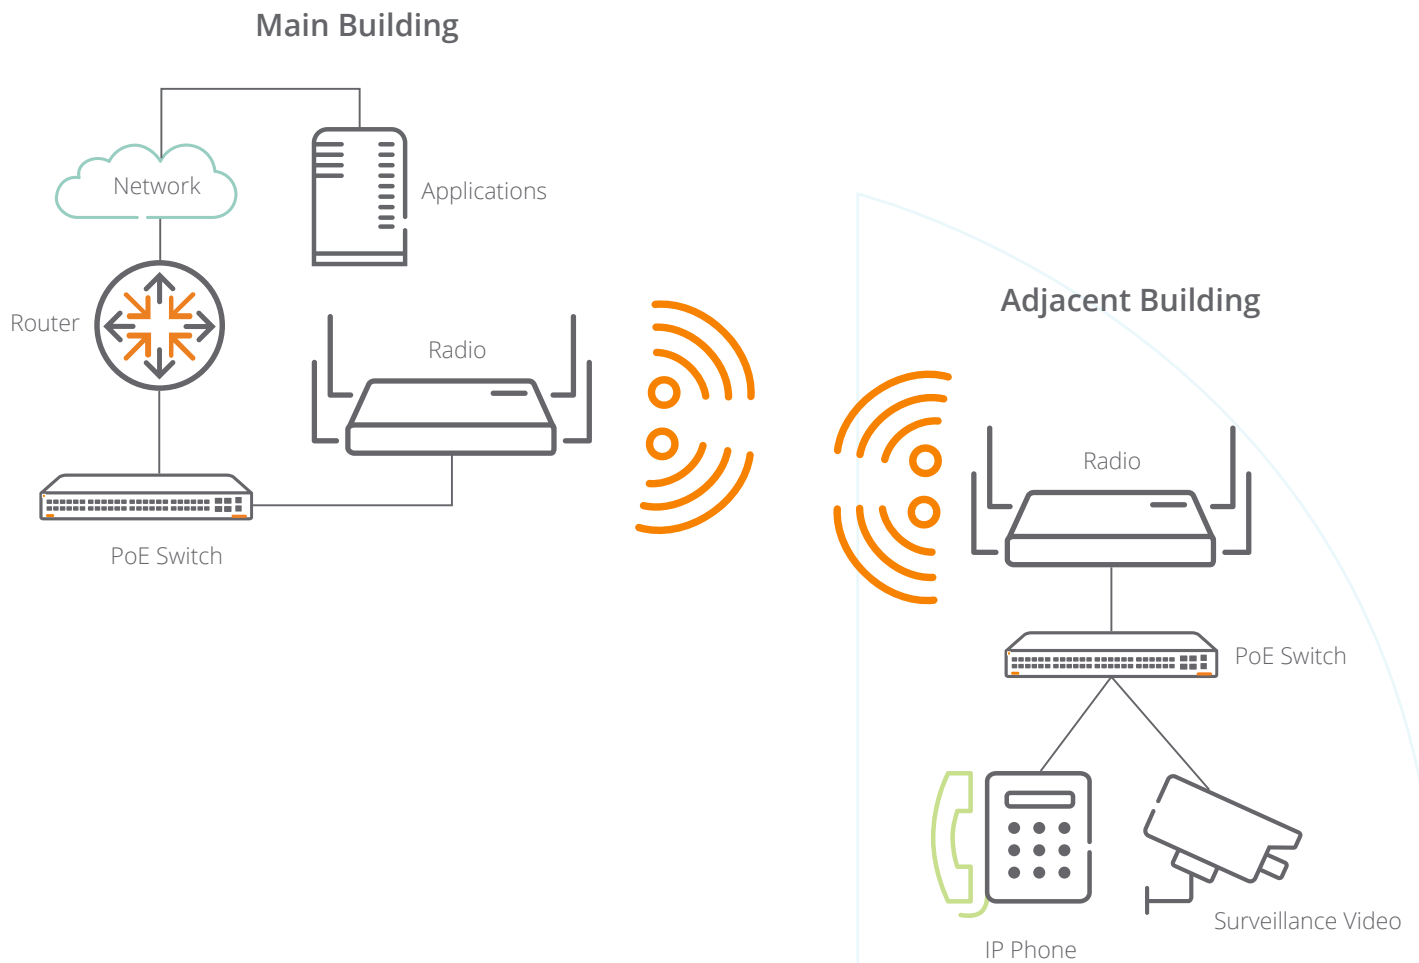 Main Building
Network
Applications
Router
Radio
PoE Switch
Adjacent Building
Radio
PoE Switch
IP Phone
Surveillance Video